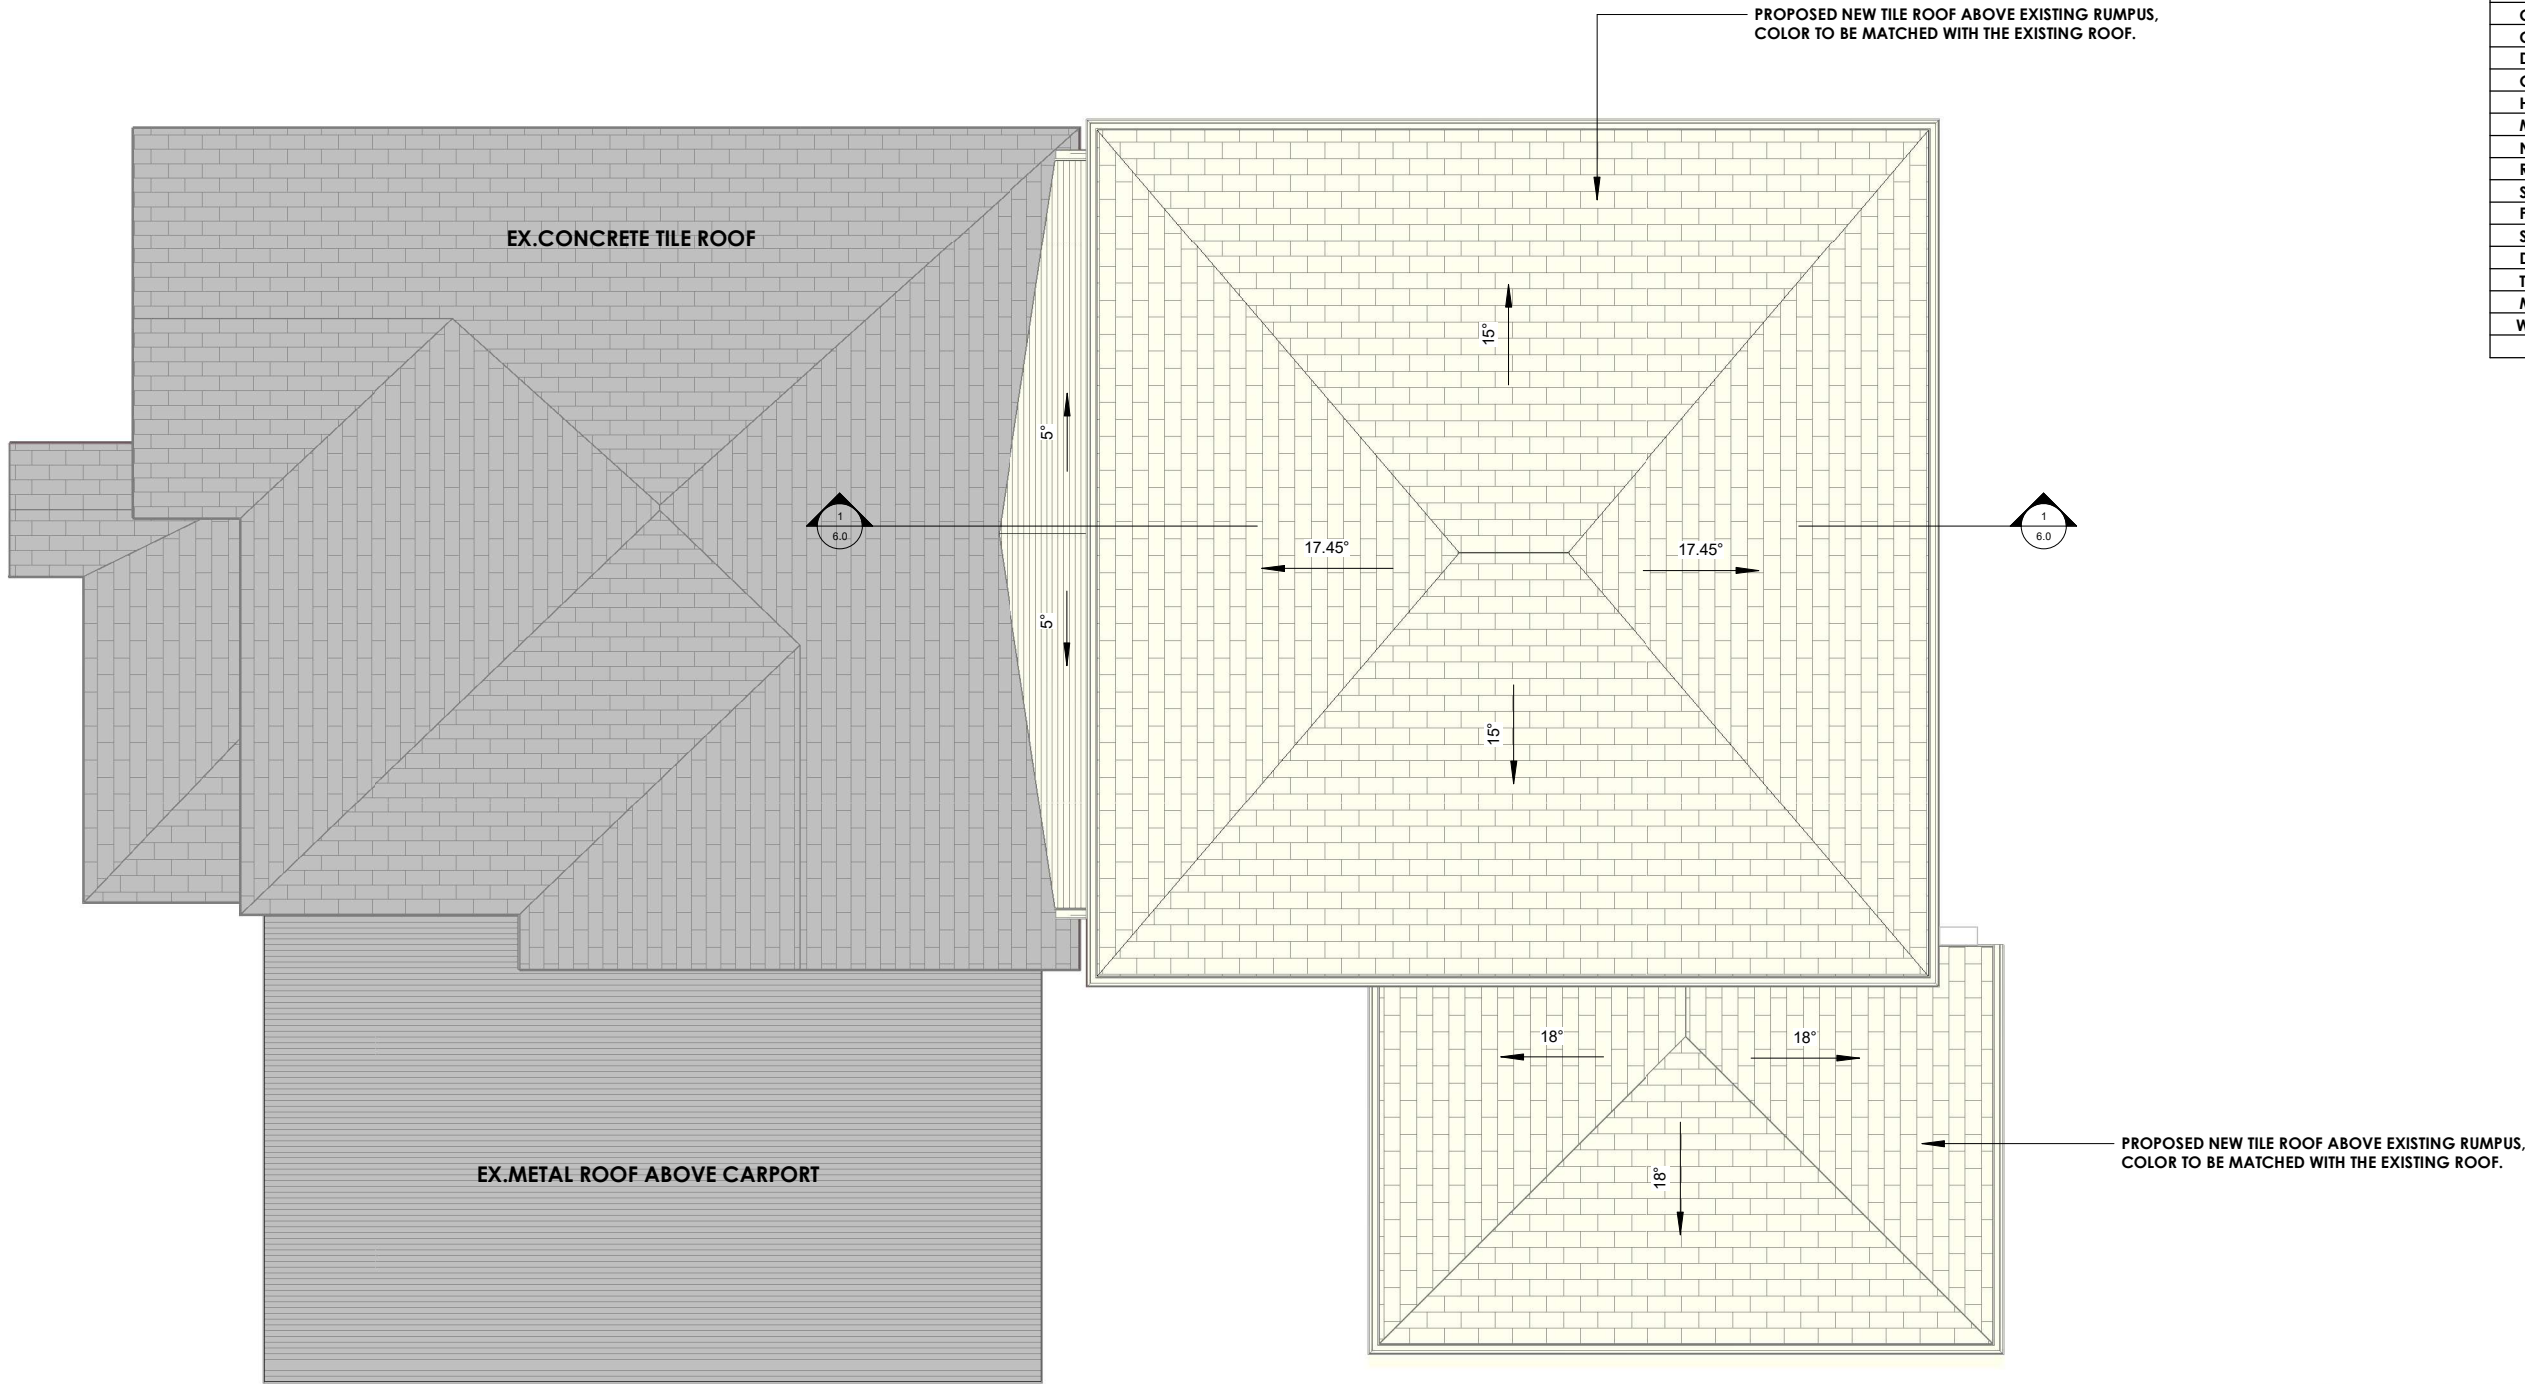 PROPOSED NEW TILE ROOF ABOVE EXISTING RUMPUS,
COLOR TO BE MATCHED WITH THE EXISTING ROOF.
EX.CONCRETE TILE ROOF
15°
5°
1
6.0
1
6.0
17.45°
17.45°
5°
15°
18°
18°
18°
EX.METAL ROOF ABOVE CARPORT
PROPOSED NEW TILE ROOF ABOVE EXISTING RUMPUS,
COLOR TO BE MATCHED WITH THE EXISTING ROOF.